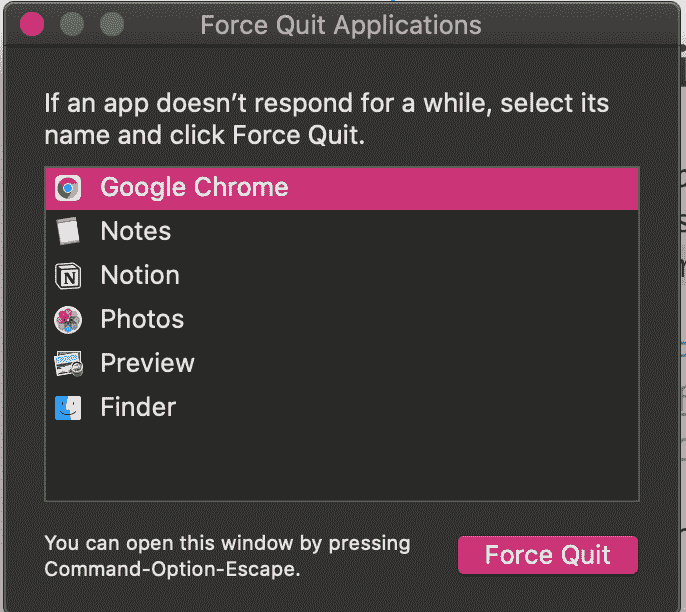 Force Quit Applications
If an app doesn't respond for a while, select its
name and click Force Quit.
Google Chrome
Notes
Notion
Photos
Preview
Finder
You can open this window by pressing
Command-Option-Escape.
Force Quit